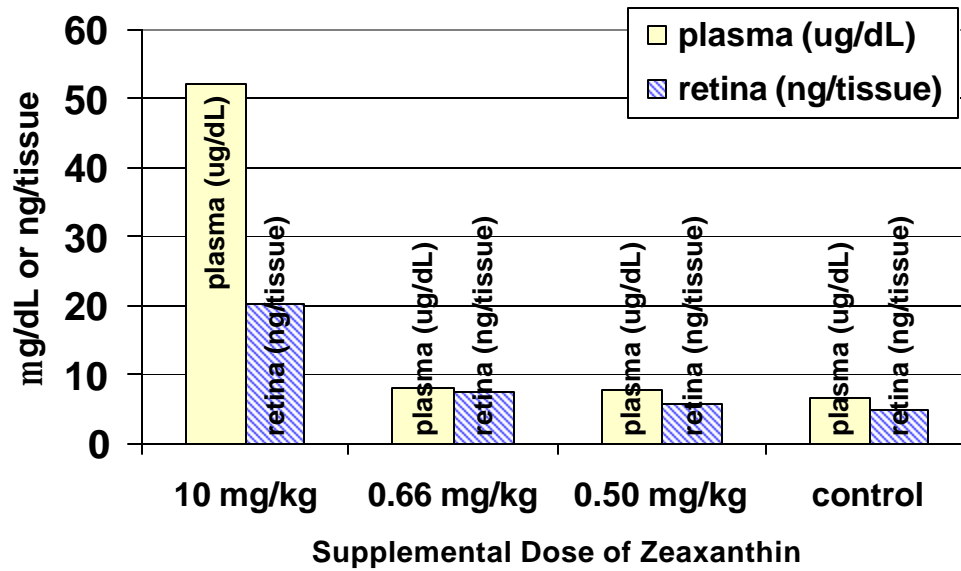 60
50
40
30
20
10
0
mg/dL or ng/tissue
plasma (ug/dL)
retina (ng/tissue)
plasma (ug/dL)
retina (ng/tissue)
plasma (ug/dL)
retina (ng/tissue)
plasma (ug/dL)
retina (ng/tissue)
plasma (ug/dL)
retina (ng/tissue)
10 mg/kg 0.66 mg/kg 0.50 mg/kg control
Supplemental Dose of Zeaxanthin